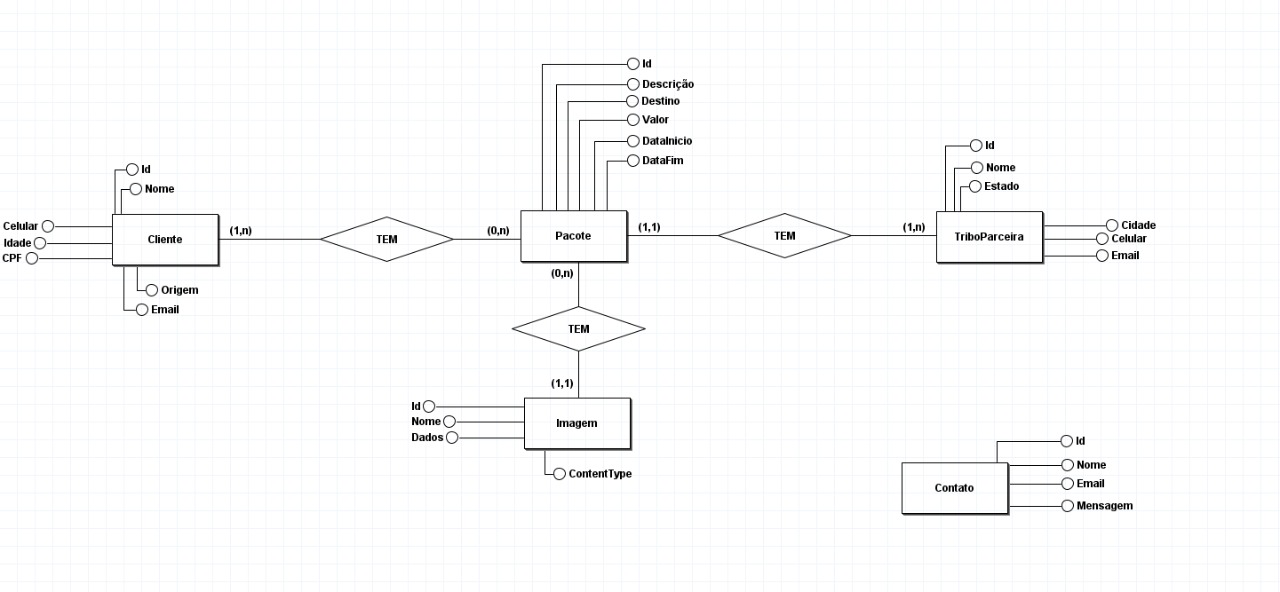 Id
Descrição
Destino
Valor
DataInicio
DataFim
Id
Nome
Estado
Id
Nome
Celular
Idade
CPF
Cliente
(1,n)
TEM
(0,n)
Pacote
(1,1)
TEM
(1,n)
TriboParceira
Cidade
Celular
Email
Origem
Email
(0,n)
TEM
(1,1)
Id
Nome
Dados
Imagem
ContentType
Contato
Id
Nome
Email
Mensagem